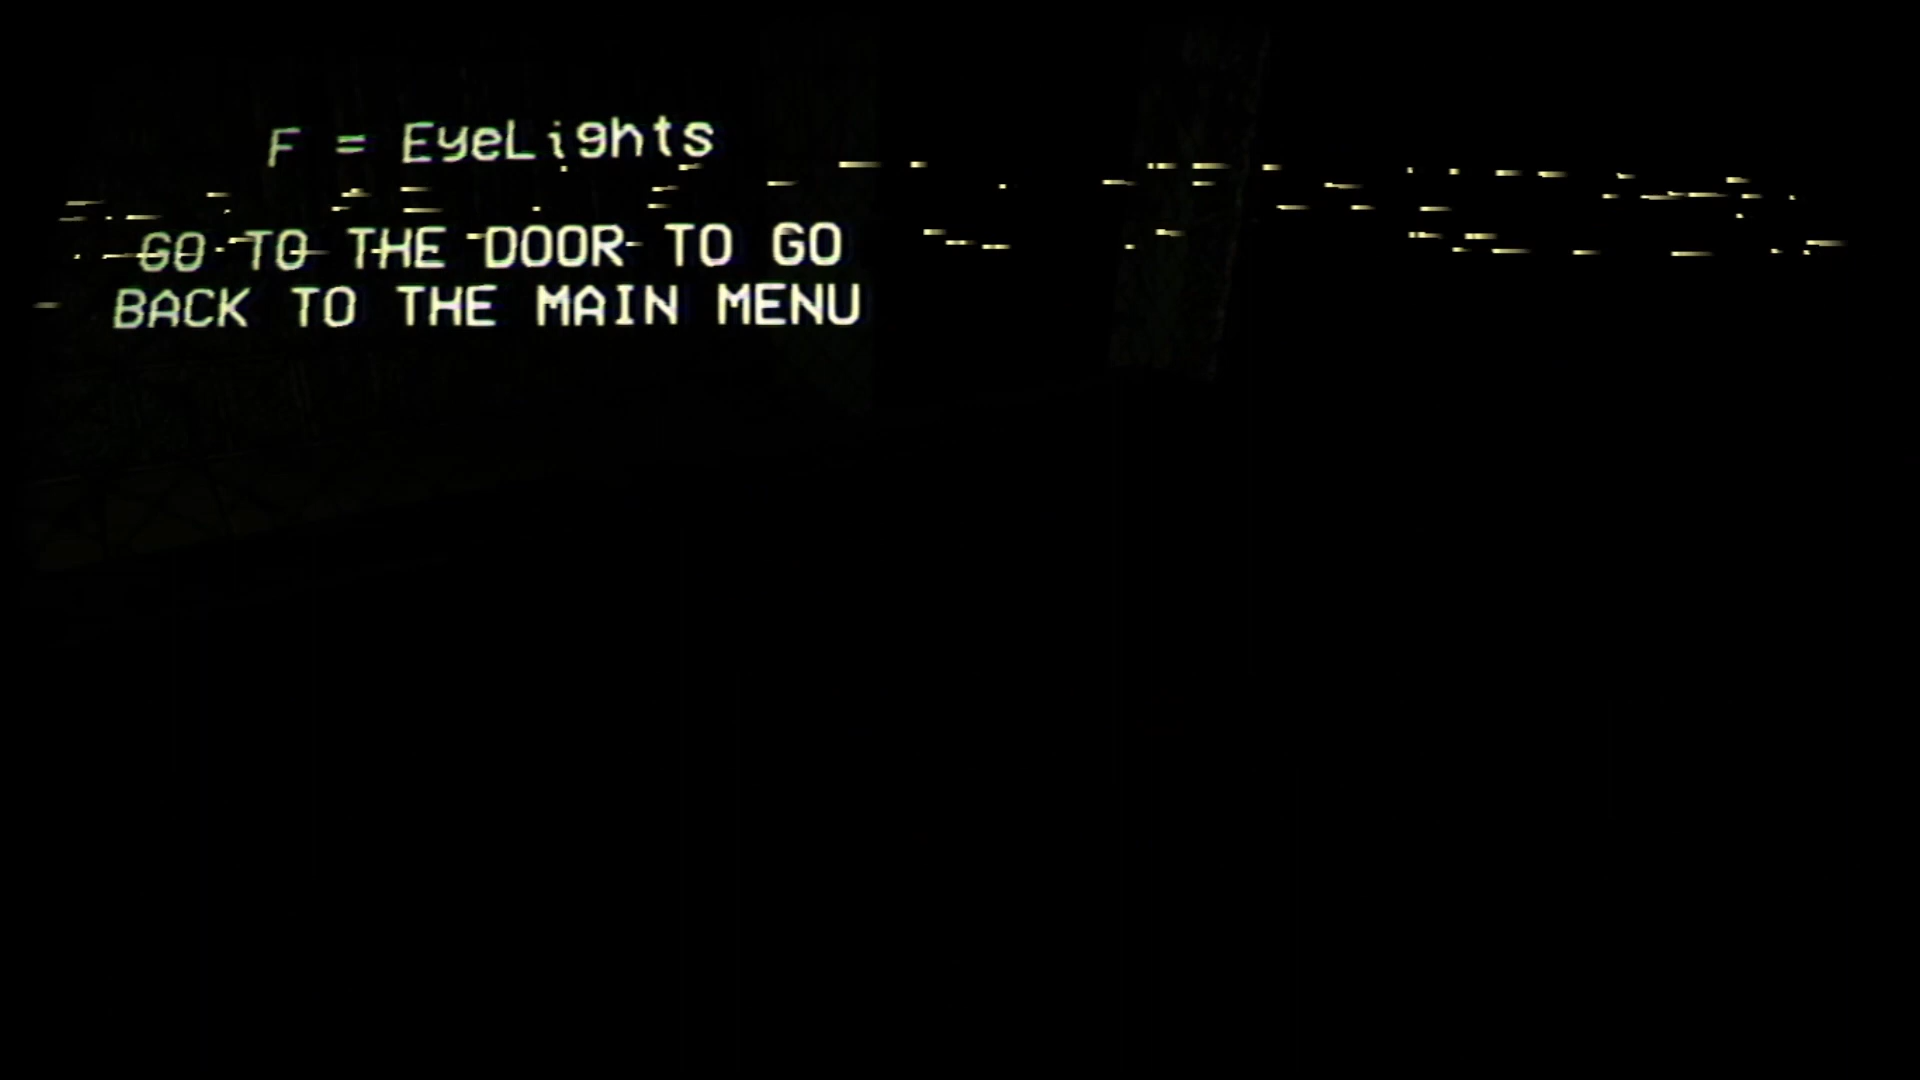 F = EyeLights
GO TO THE DOOR TO GO
BACK TO THE MAIN MENU